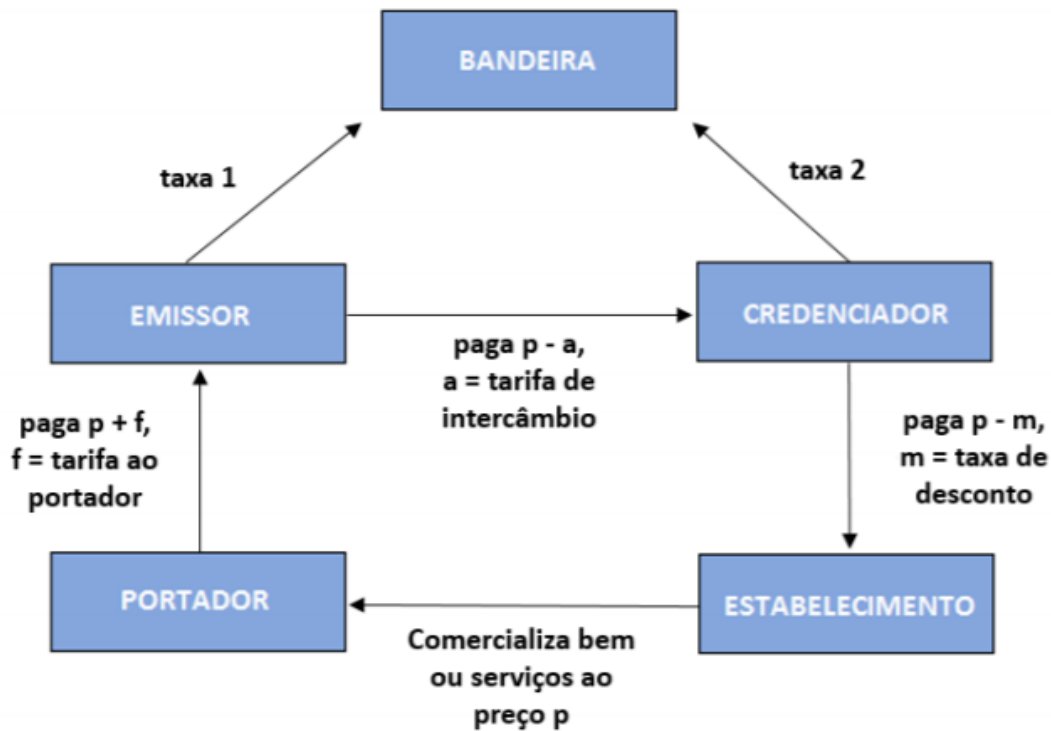 BANDEIRA
taxa 1
taxa 2
EMISSOR
CREDENCIADOR
paga p - a,
a = tarifa de
intercâmbio
paga p + f,
f = tarifa ao
portador
paga p - m,
m = taxa de
desconto
PORTADOR
ESTABELECIMENTO
Comercializa bem
ou serviços ao
preço p